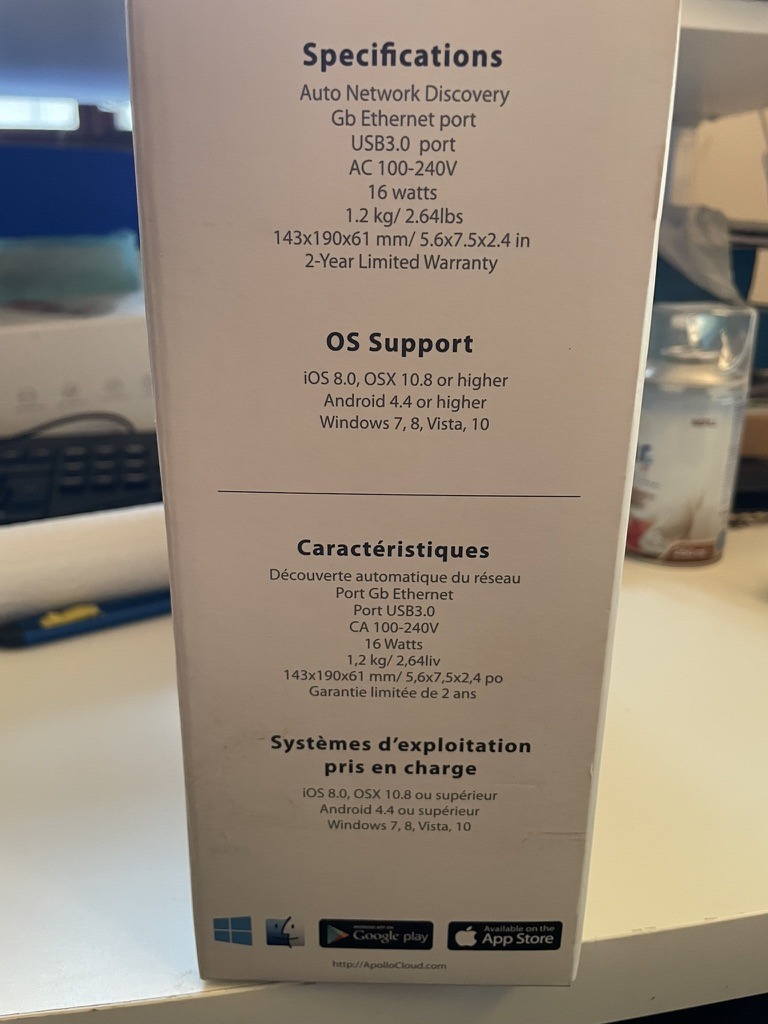 Specifications
Auto Network Discovery
Gb Ethernet port
USB3.0 port
AC 100-240V
16 watts
1.2 kg/ 2.64lbs
143x190x61 mm/ 5.6x7.5x2.4 in
2-Year Limited Warranty
OS Support
iOS 8.0, OSX 10.8 or higher
Android 4.4 or higher
Windows 7, 8, Vista, 10
Caractéristiques
Découverte automatique du réseau
Port Gb Ethernet
Port USB3.0
CA 100-240V
16 Watts
1,2 kg/ 2,64liv
143x190x61 mm/ 5,6x7,5x2,4 po
Garantie limitée de 2 ans
Systèmes d'exploitation
pris en charge
iOS 8.0, OSX 10.8 ou supérieur
Android 4.4 ou supérieur
Windows 7, 8, Vista, 10
ANDROID APP ON
Google play
Available on the
App Store
http://ApolloCloud.com